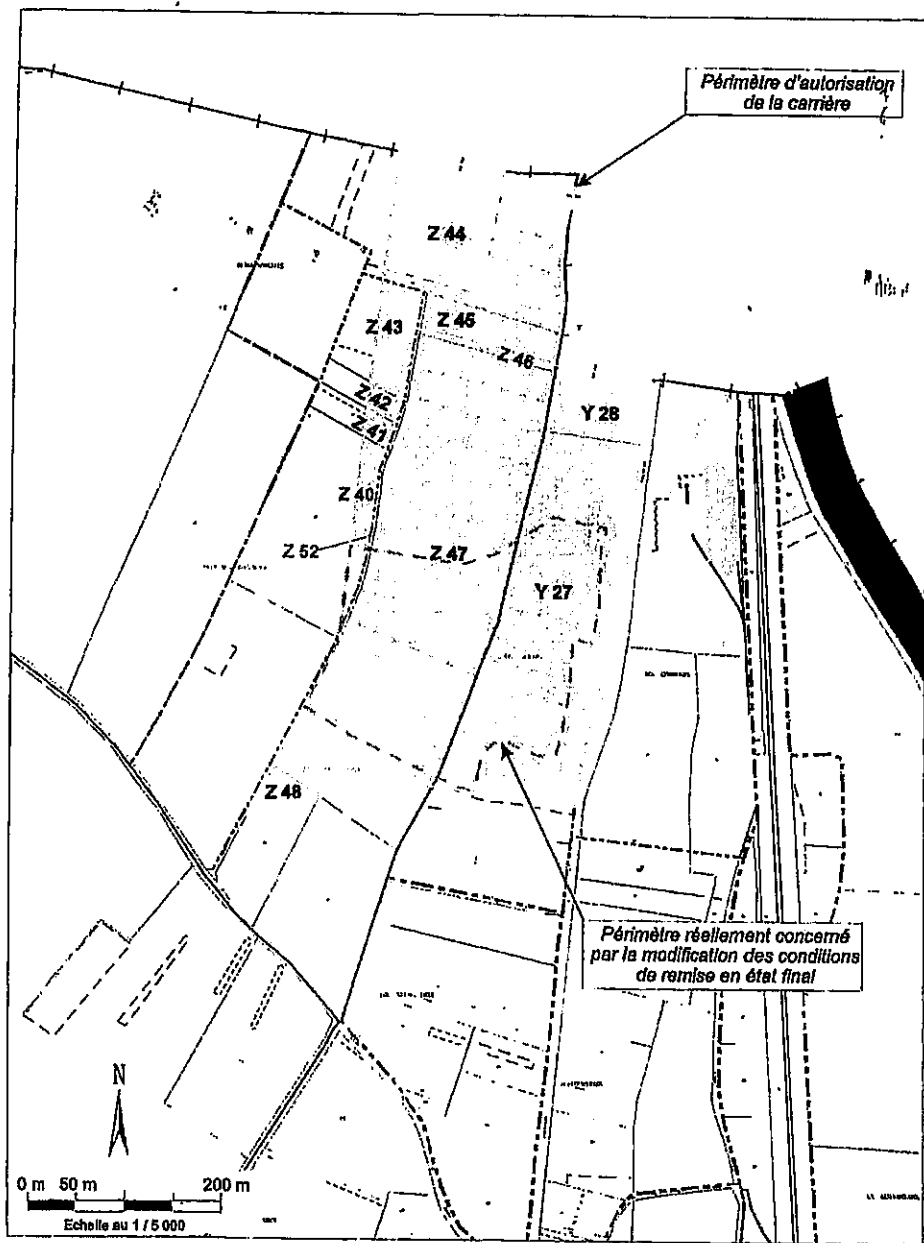 Périmètre d'autorisation
de la carrière
Z 44
Z 43
Z 45
Z 46
Z 42
Z 41
Y 28
Z 40
Z 52
Z 47
Y 27
Z 48
Périmètre réellement concerné
par la modification des conditions
de remise en état final
N
0 m 50 m 200 m
Echelle au 1 / 5 000